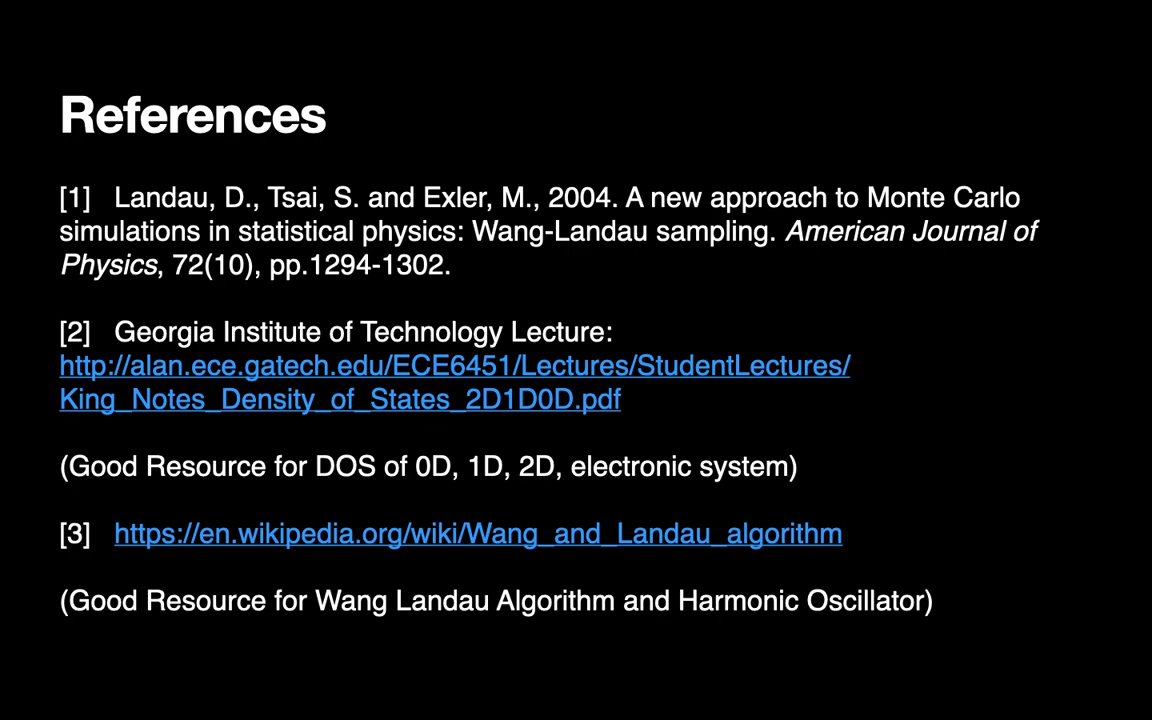 References
[1] Landau, D., Tsai, S. and Exler, M., 2004. A new approach to Monte Carlo
simulations in statistical physics: Wang-Landau sampling. American Journal of
Physics, 72(10), pp.1294-1302.
[2] Georgia Institute of Technology Lecture:
http://alan.ece.gatech.edu/ECE6451/Lectures/StudentLectures/
King_Notes_Density_of_States_2D1D0D.pdf
(Good Resource for DOS of 0D, 1D, 2D, electronic system)
[3] https://en.wikipedia.org/wiki/Wang_and_Landau_algorithm
(Good Resource for Wang Landau Algorithm and Harmonic Oscillator)